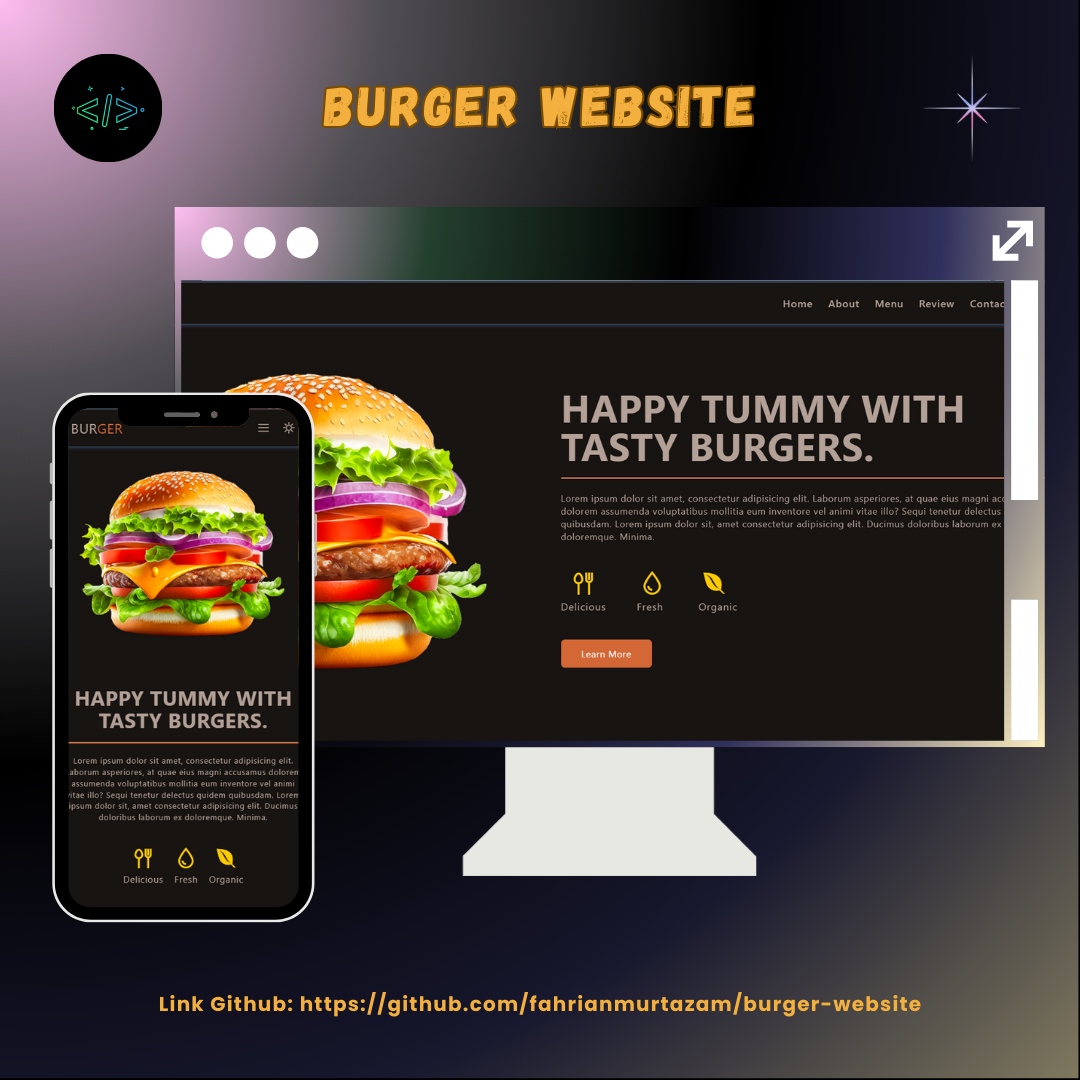 BURGER WEBSITE
Home About Menu Review Contac
HAPPY TUMMY WITH
TASTY BURGERS.
Lorem ipsum dolor sit amet, consectetur adipisicing elit. Laborum asperiores, at quae eius magni acc
dolorem assumenda voluptatibus mollitia eum inventore vel animi vitae illo? Sequi tenetur delectus
quibusdam. Lorem ipsum dolor sit, amet consectetur adipisicing elit. Ducimus doloribus laborum ex
doloremque. Minima.
Delicious Fresh Organic
Learn More
BURGER
HAPPY TUMMY WITH
TASTY BURGERS.
Lorem ipsum dolor sit amet, consectetur adipisicing elit.
aborum asperiores, at quae eius magni accusamus dolorem
assumenda voluptatibus mollitia eum inventore vel animi
vitae illo? Sequi tenetur delectus quidem quibusdam. Lorem
ipsum dolor sit, amet consectetur adipisicing elit. Ducimus
doloribus laborum ex doloremque. Minima.
Delicious Fresh Organic
Link Github: https://github.com/fahrianmurtazam/burger-website